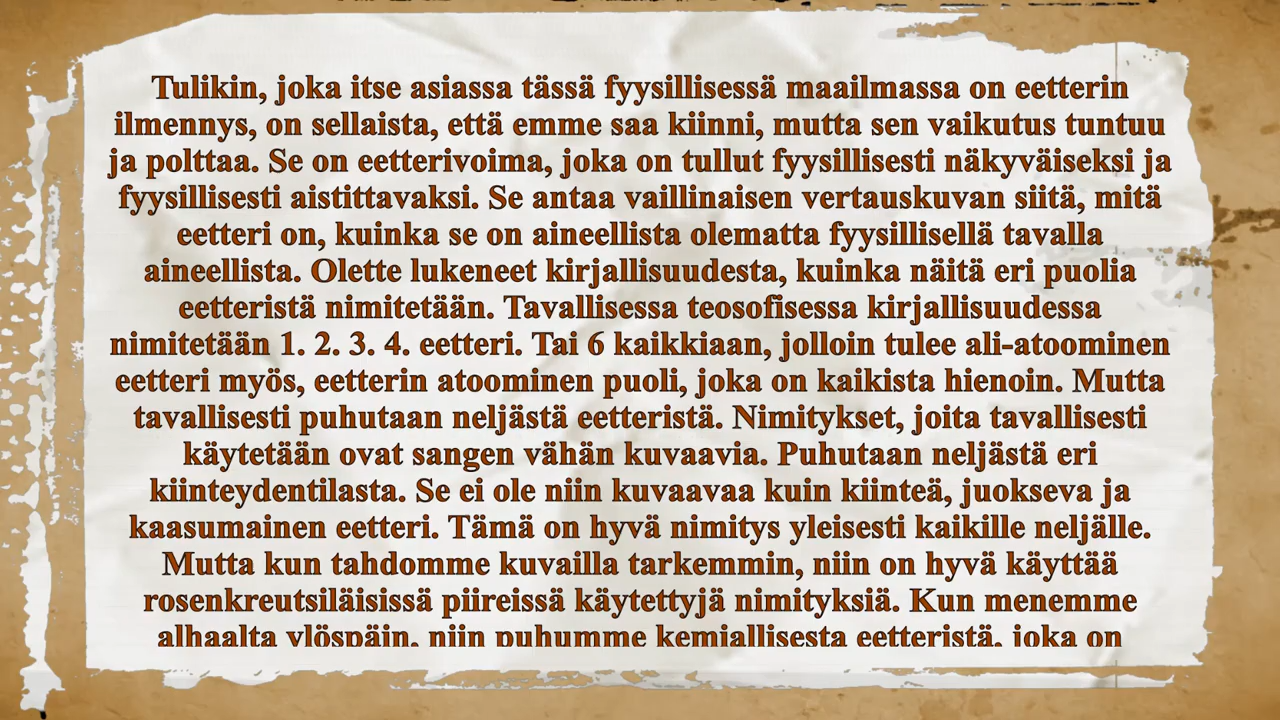 Tulikin, joka itse asiassa tässä fyysillisessä maailmassa on eetterin
ilmennys, on sellaista, että emme saa kiinni, mutta sen vaikutus tuntuu
ja polttaa. Se on eetterivoima, joka on tullut fyysillisesti näkyväiseksi ja
fyysillisesti aistittavaksi. Se antaa vaillinaisen vertauskuvan siitä, mitä
eetteri on, kuinka se on aineellista olematta fyysillisellä tavalla
aineellista. Olette lukeneet kirjallisuudesta, kuinka näitä eri puolia
eetteristä nimitetään. Tavallisessa teosofisessa kirjallisuudessa
nimitetään 1. 2. 3. 4. eetteri. Tai 6 kaikkiaan, jolloin tulee ali-atoominen
eetteri myös, eetterin atoominen puoli, joka on kaikista hienoin. Mutta
tavallisesti puhutaan neljästä eetteristä. Nimitykset, joita tavallisesti
käytetään ovat sangen vähän kuvaavia. Puhutaan neljästä eri
kiinteydentilasta. Se ei ole niin kuvaavaa kuin kiinteä, juokseva ja
kaasumainen eetteri. Tämä on hyvä nimitys yleisesti kaikille neljälle.
Mutta kun tahdomme kuvailla tarkemmin, niin on hyvä käyttää
rosenkreutsiläisissä piireissä käytettyjä nimityksiä. Kun menemme
alhaalta ylöspäin, niin puhumme kemiallisesta eetteristä, joka on